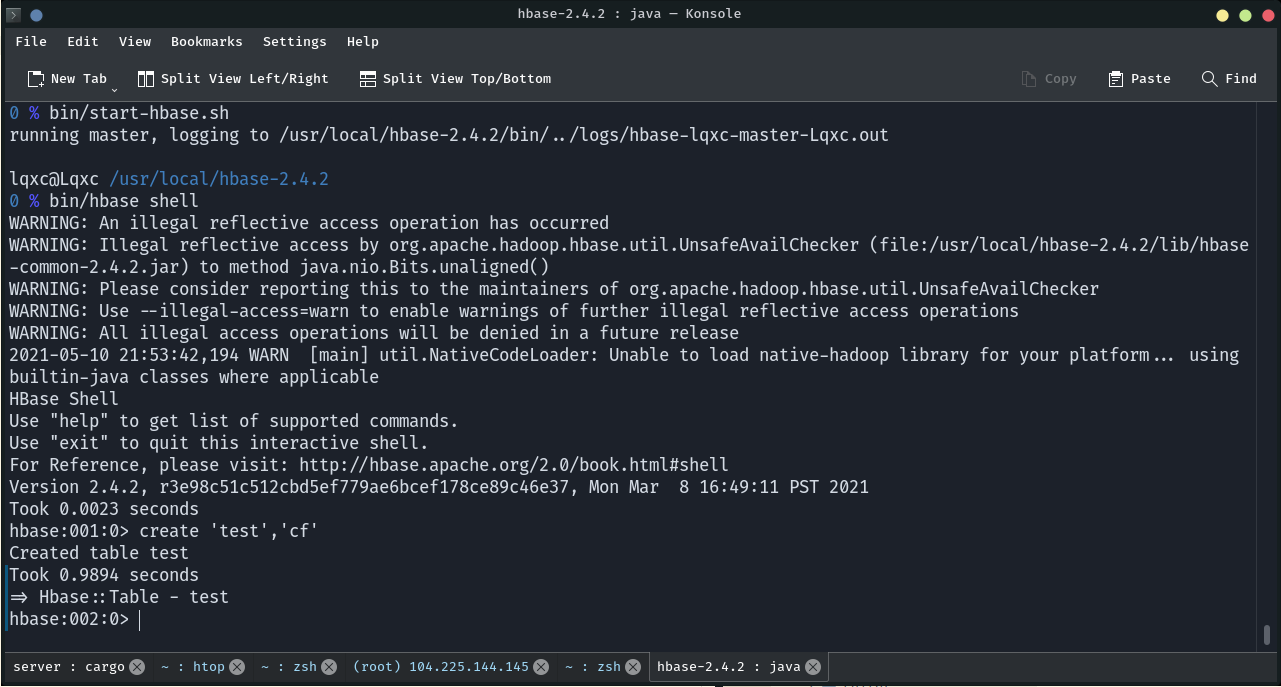 hbase-2.4.2 : java — Konsole
File Edit View Bookmarks Settings Help
New Tab Split View Left/Right Split View Top/Bottom Copy Paste Find
0 % bin/start-hbase.sh
running master, logging to /usr/local/hbase-2.4.2/bin/../logs/hbase-lqxc-master-Lqxc.out
lqxc@Lqxc /usr/local/hbase-2.4.2
0 % bin/hbase shell
WARNING: An illegal reflective access operation has occurred
WARNING: Illegal reflective access by org.apache.hadoop.hbase.util.UnsafeAvailChecker (file:/usr/local/hbase-2.4.2/lib/hbase
-common-2.4.2.jar) to method java.nio.Bits.unaligned()
WARNING: Please consider reporting this to the maintainers of org.apache.hadoop.hbase.util.UnsafeAvailChecker
WARNING: Use --illegal-access=warn to enable warnings of further illegal reflective access operations
WARNING: All illegal access operations will be denied in a future release
2021-05-10 21:53:42,194 WARN  [main] util.NativeCodeLoader: Unable to load native-hadoop library for your platform... using
builtin-java classes where applicable
HBase Shell
Use "help" to get list of supported commands.
Use "exit" to quit this interactive shell.
For Reference, please visit: http://hbase.apache.org/2.0/book.html#shell
Version 2.4.2, r3e98c51c512cbd5ef779ae6bcef178ce89c46e37, Mon Mar  8 16:49:11 PST 2021
Took 0.0023 seconds
hbase:001:0> create 'test','cf'
Created table test
Took 0.9894 seconds
=> Hbase::Table - test
hbase:002:0>
server : cargo ~ : htop ~ : zsh (root) 104.225.144.145 ~ : zsh hbase-2.4.2 : java